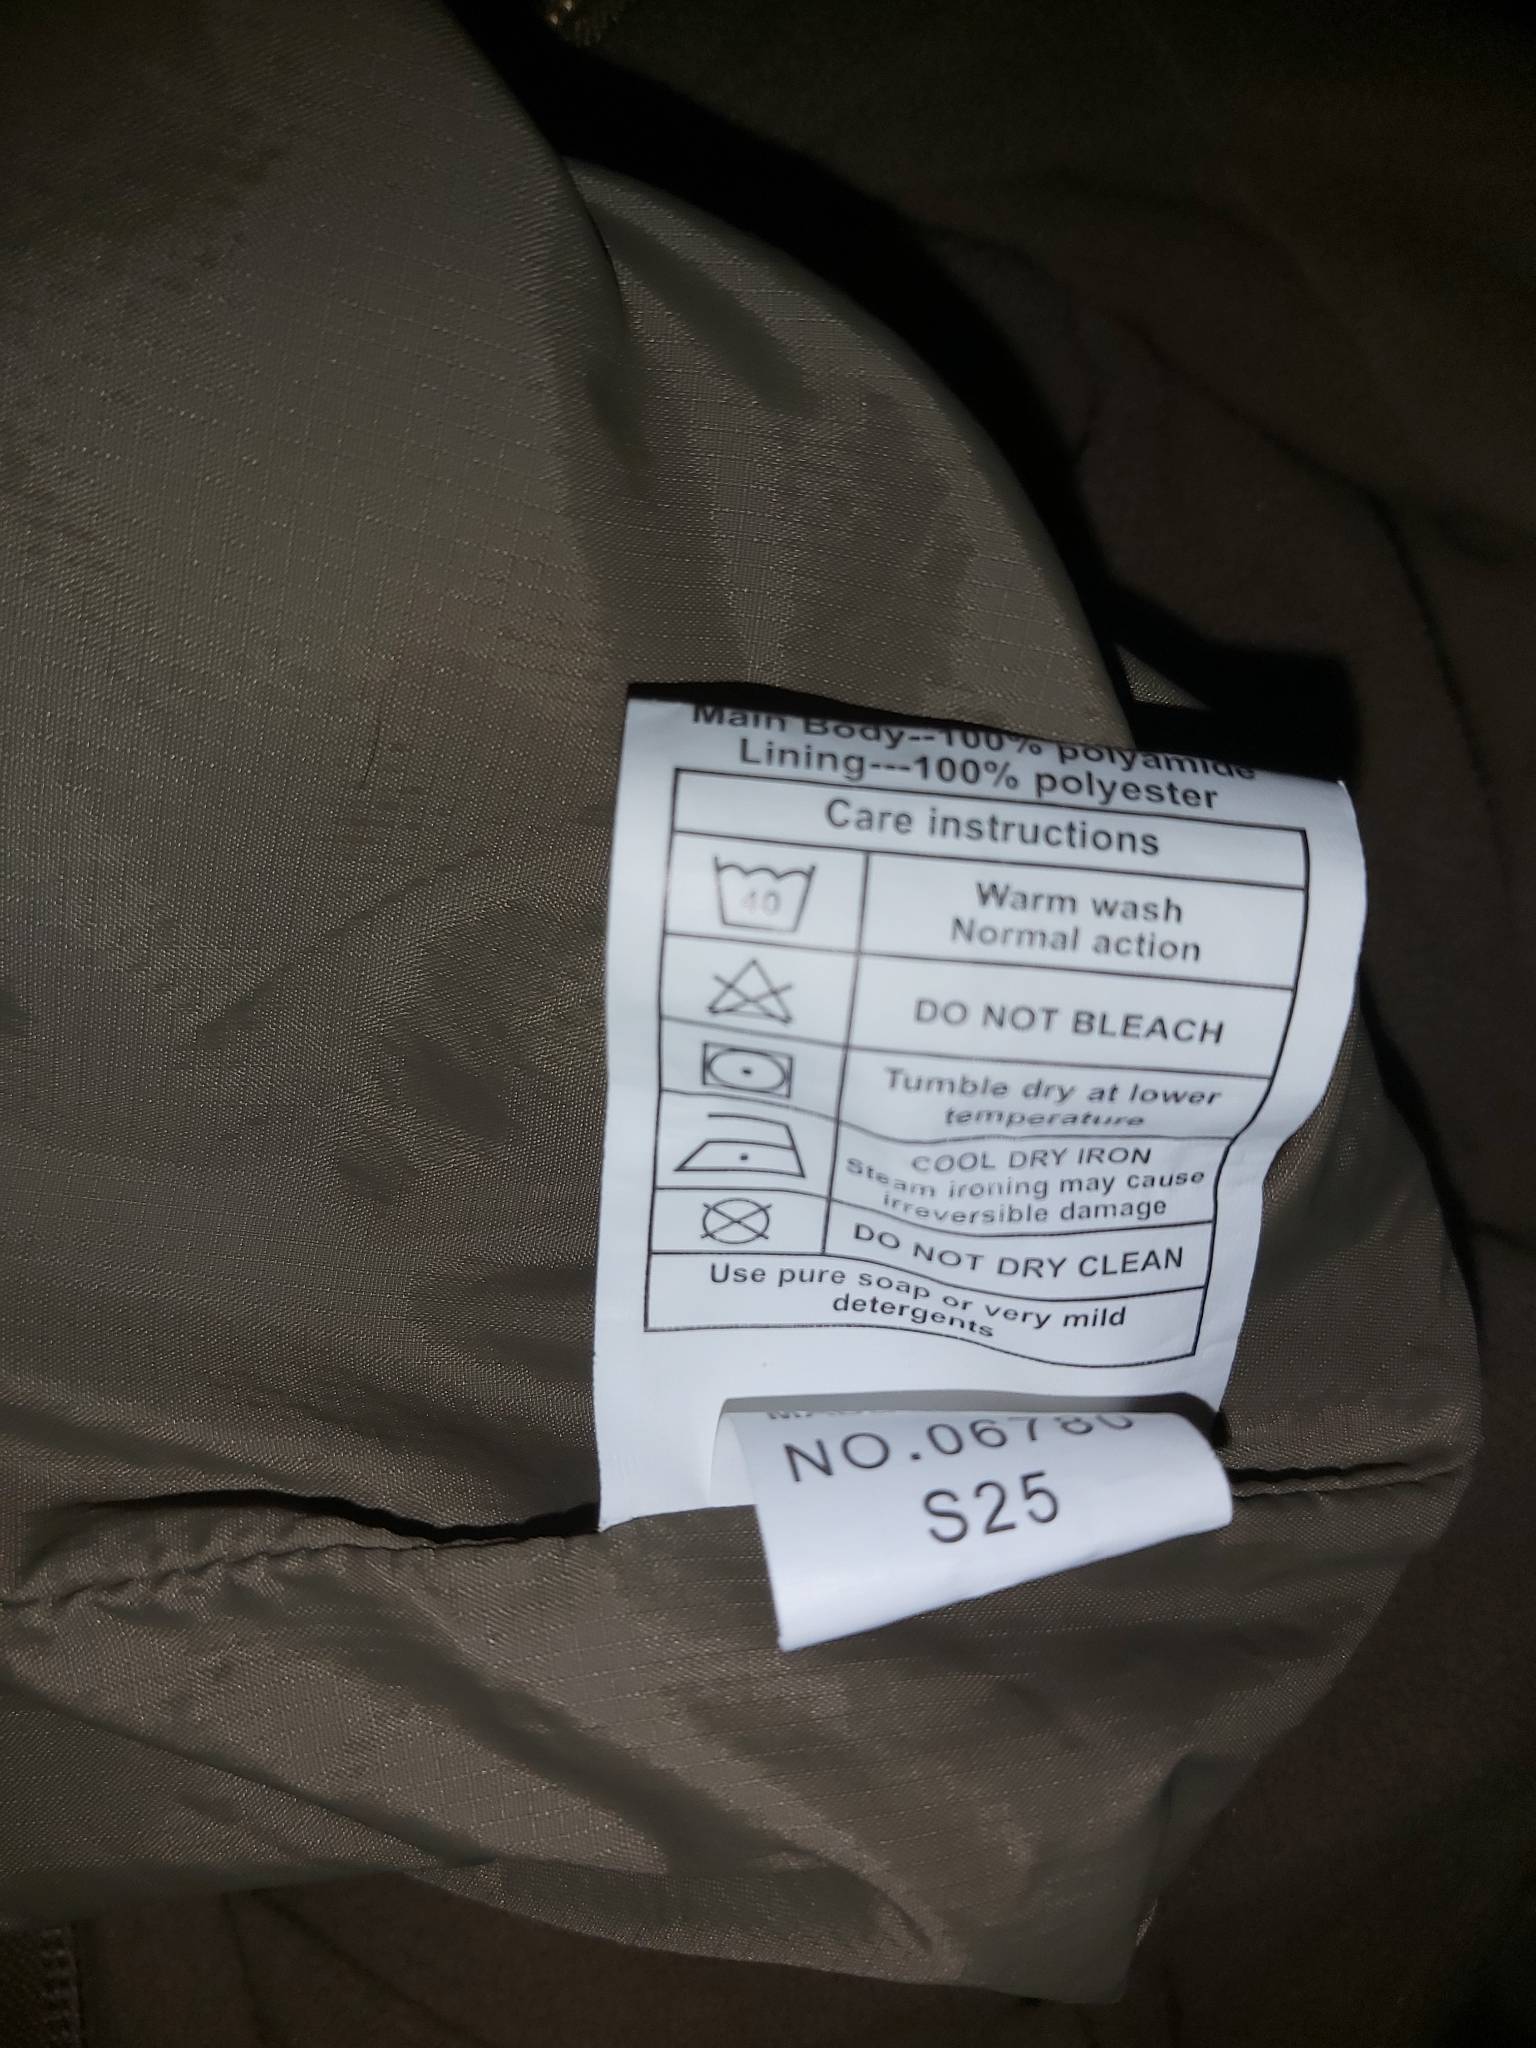 Main Body--100% polyamide
Lining---100% polyester
Care instructions
40
Warm wash
Normal action
DO NOT BLEACH
Tumble dry at lower
temperature
COOL DRY IRON
Steam ironing may cause
irreversible damage
DO NOT DRY CLEAN
Use pure soap or very mild
detergents
NO.06780
S25